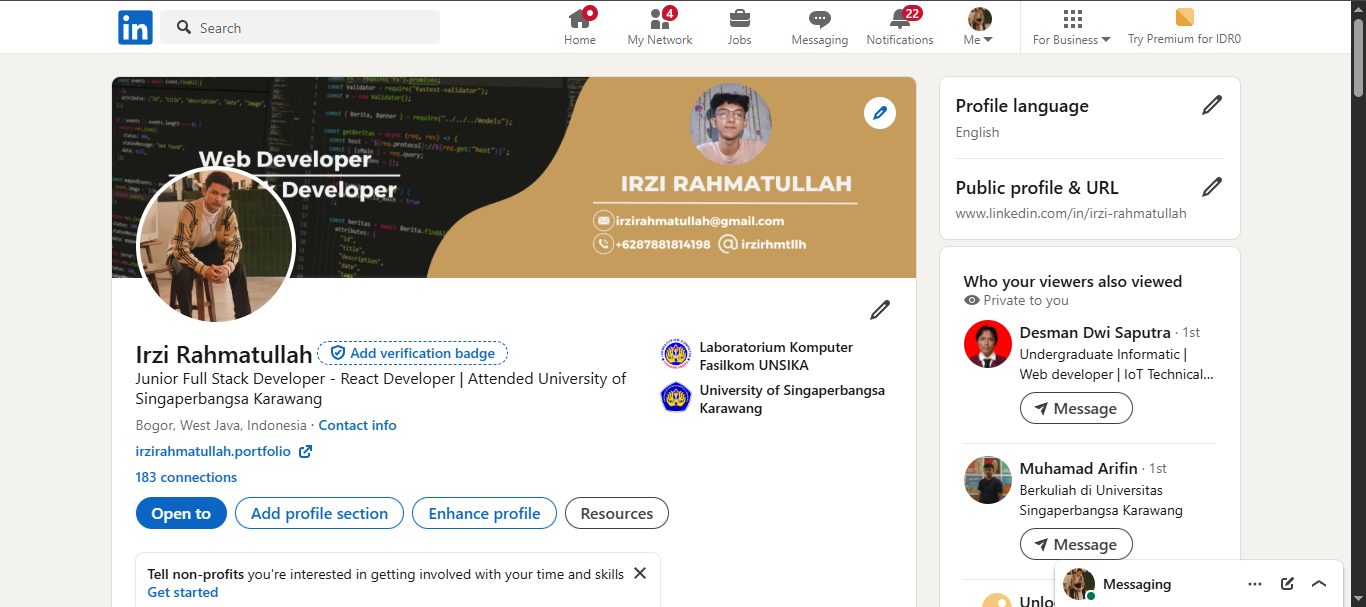 in
Search
Home
4
My Network
Jobs
Messaging
22
Notifications
Me
For Business
Try Premium for IDR0
Web Developer
k Developer
IRZI RAHMATULLAH
irzirahmatullah@gmail.com
+6287881814198 @ irzirhmtllh
Irzi Rahmatullah
Add verification badge
Junior Full Stack Developer - React Developer | Attended University of
Singaperbangsa Karawang
Bogor, West Java, Indonesia · Contact info
irzirahmatullah.portfolio
183 connections
Open to
Add profile section
Enhance profile
Resources
Laboratorium Komputer
Fasilkom UNSIKA
University of Singaperbangsa
Karawang
Tell non-profits you're interested in getting involved with your time and skills
Get started
Profile language
English
Public profile & URL
www.linkedin.com/in/irzi-rahmatullah
Who your viewers also viewed
Private to you
Desman Dwi Saputra · 1st
Undergraduate Informatic |
Web developer | IoT Technical...
Message
Muhamad Arifin · 1st
Berkuliah di Universitas
Singaperbangsa Karawang
Message
Unlo
Messaging